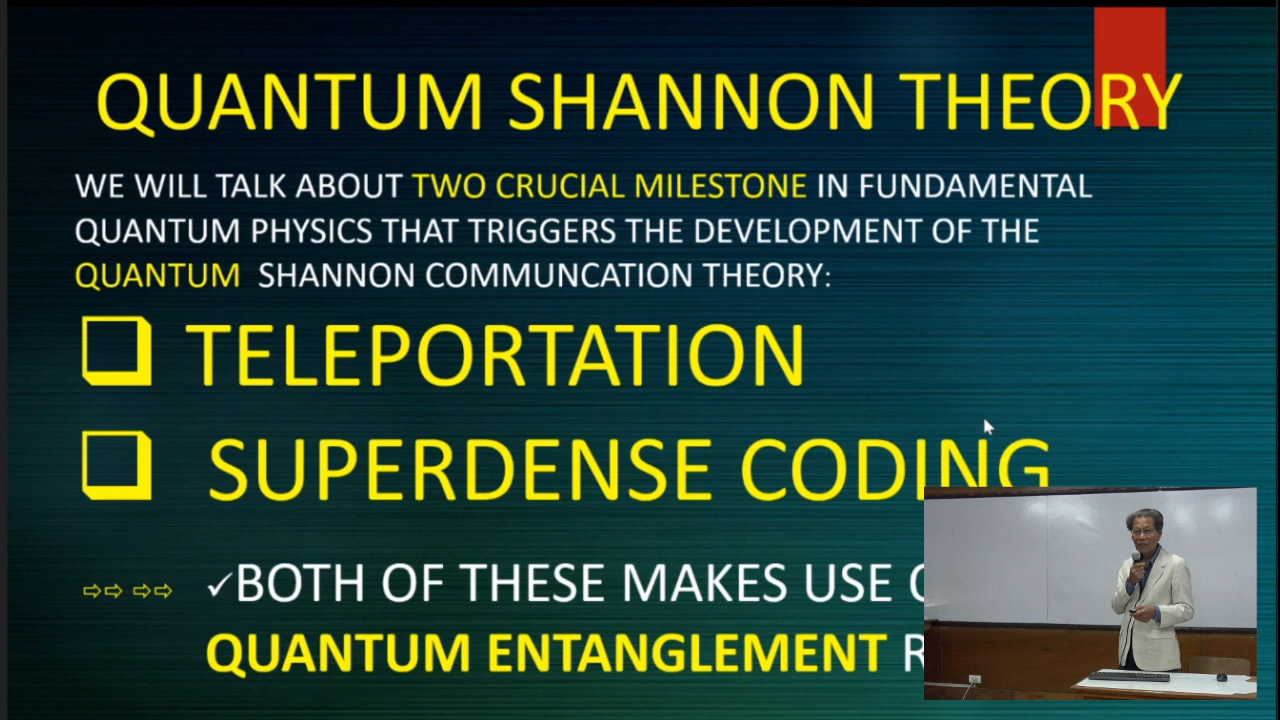 QUANTUM SHANNON THEORY
WE WILL TALK ABOUT TWO CRUCIAL MILESTONE IN FUNDAMENTAL
QUANTUM PHYSICS THAT TRIGGERS THE DEVELOPMENT OF THE
QUANTUM SHANNON COMMUNCATION THEORY:
TELEPORTATION
SUPERDENSE CODING
BOTH OF THESE MAKES USE
QUANTUM ENTANGLEMENT